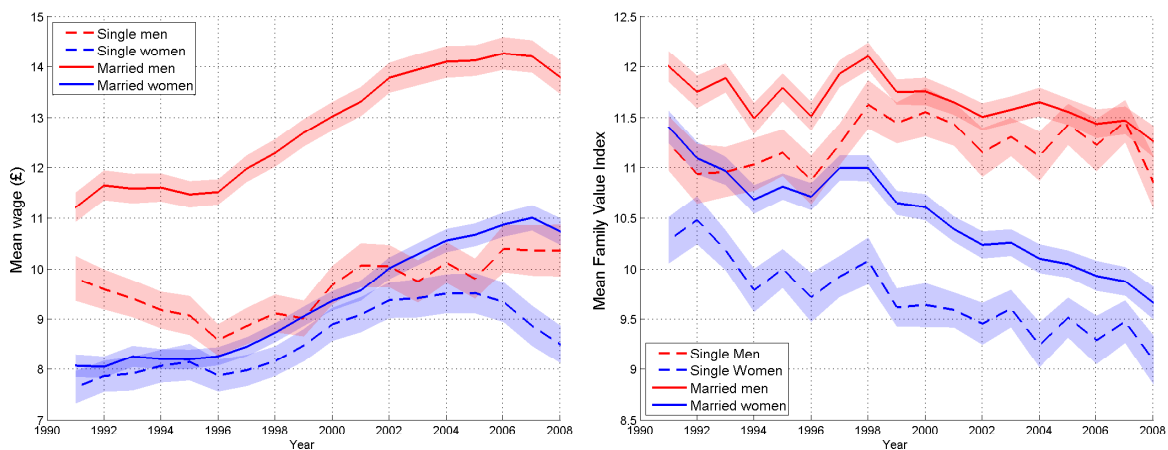 15
14
13
12
11
10
9
8
7
Mean wage (£)
Single men
Single women
Married men
Married women
1990 1992 1994 1996 1998 2000 2002 2004 2006 2008
Year
12.5
12
11.5
11
10.5
10
9.5
9
8.5
Mean Family Value Index
Single Men
Single Women
Married men
Married women
1990 1992 1994 1996 1998 2000 2002 2004 2006 2008
Year